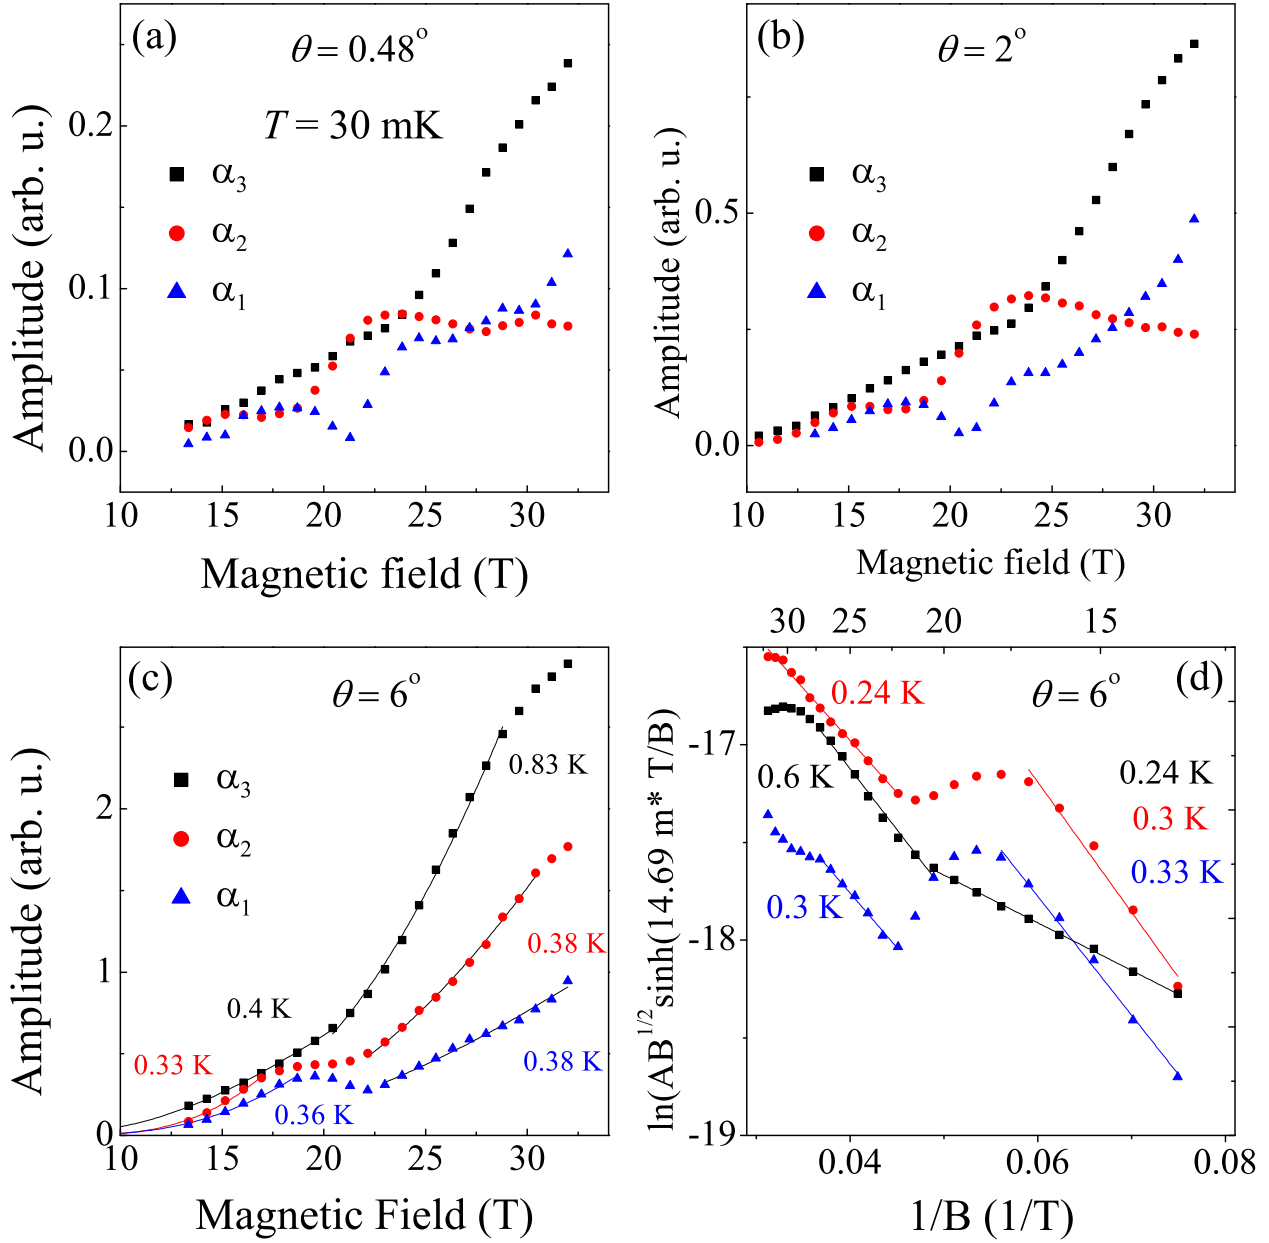 (a)
θ = 0.48°
T = 30 mK
α3
α2
α1
0.2
0.1
0.0
Amplitude (arb. u.)
10 15 20 25 30
Magnetic field (T)
(b)
θ = 2°
α3
α2
α1
0.5
0.0
Amplitude (arb. u.)
10 15 20 25 30
Magnetic field (T)
(c)
θ = 6°
α3
α2
α1
0.83 K
0.4 K
0.38 K
0.33 K
0.38 K
0.36 K
2
1
0
Amplitude (arb. u.)
10 15 20 25 30
Magnetic Field (T)
30 25 20 15
(d)
θ = 6°
0.24 K
0.6 K
0.24 K
0.3 K
0.33 K
0.3 K
-17
-18
-19
ln(AB^1/2 sinh(14.69 m* T/B)
0.04 0.06 0.08
1/B (1/T)